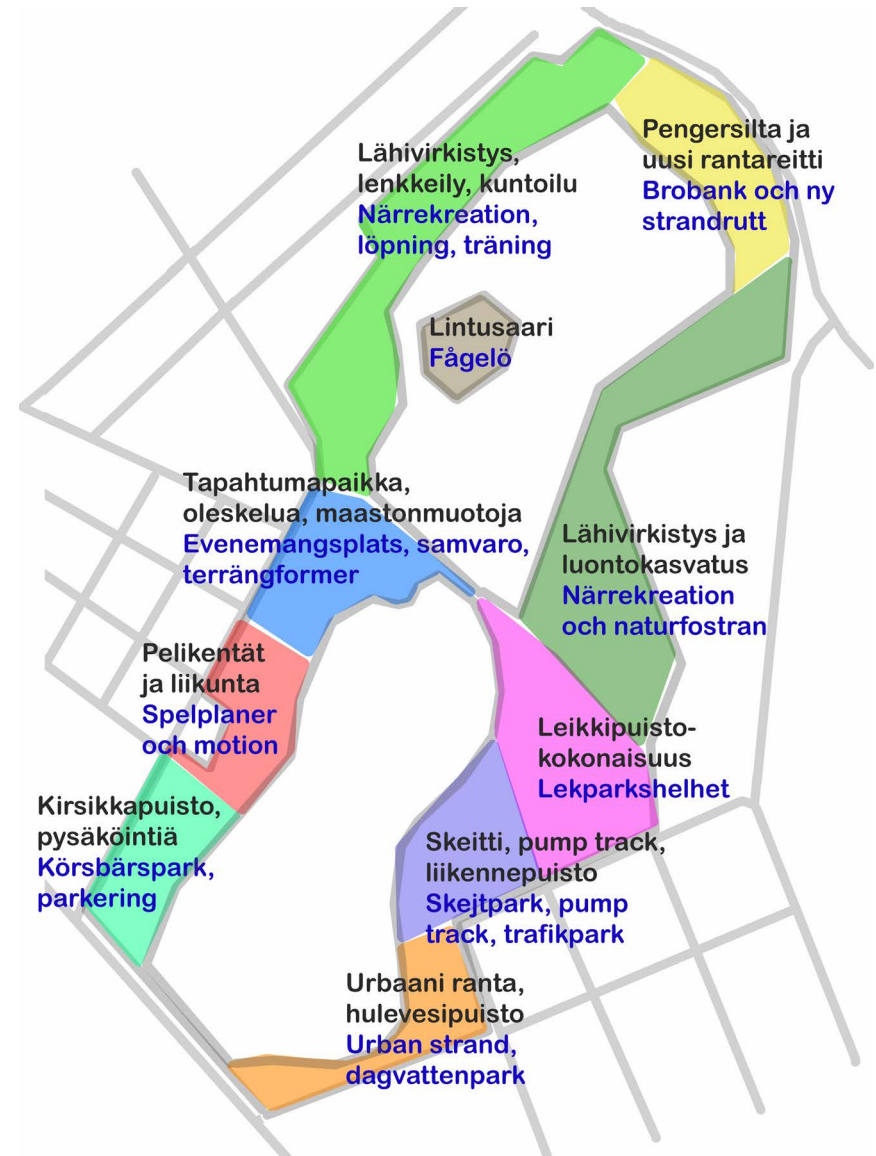 Lähivirkistys,
lenkkeily, kuntoilu
Närrekreation,
löpning, träning
Pengersilta ja
uusi rantareitti
Brobank och ny
strandrutt
Lintusaari
Fågelö
Tapahtumapaikka,
oleskelua, maastonmuotoja
Evenemangsplats, samvaro,
terrängformer
Lähivirkistys ja
luontokasvatus
Närrekreation
och naturfostran
Pelikentät
ja liikunta
Spelplaner
och motion
Leikkipuisto-
kokonaisuus
Lekparkshelhet
Kirsikkapuisto,
pysäköintiä
Körsbärspark,
parkering
Skeitti, pump track,
liikennepuisto
Skejtpark, pump
track, trafikpark
Urbaani ranta,
hulevesipuisto
Urban strand,
dagvattenpark